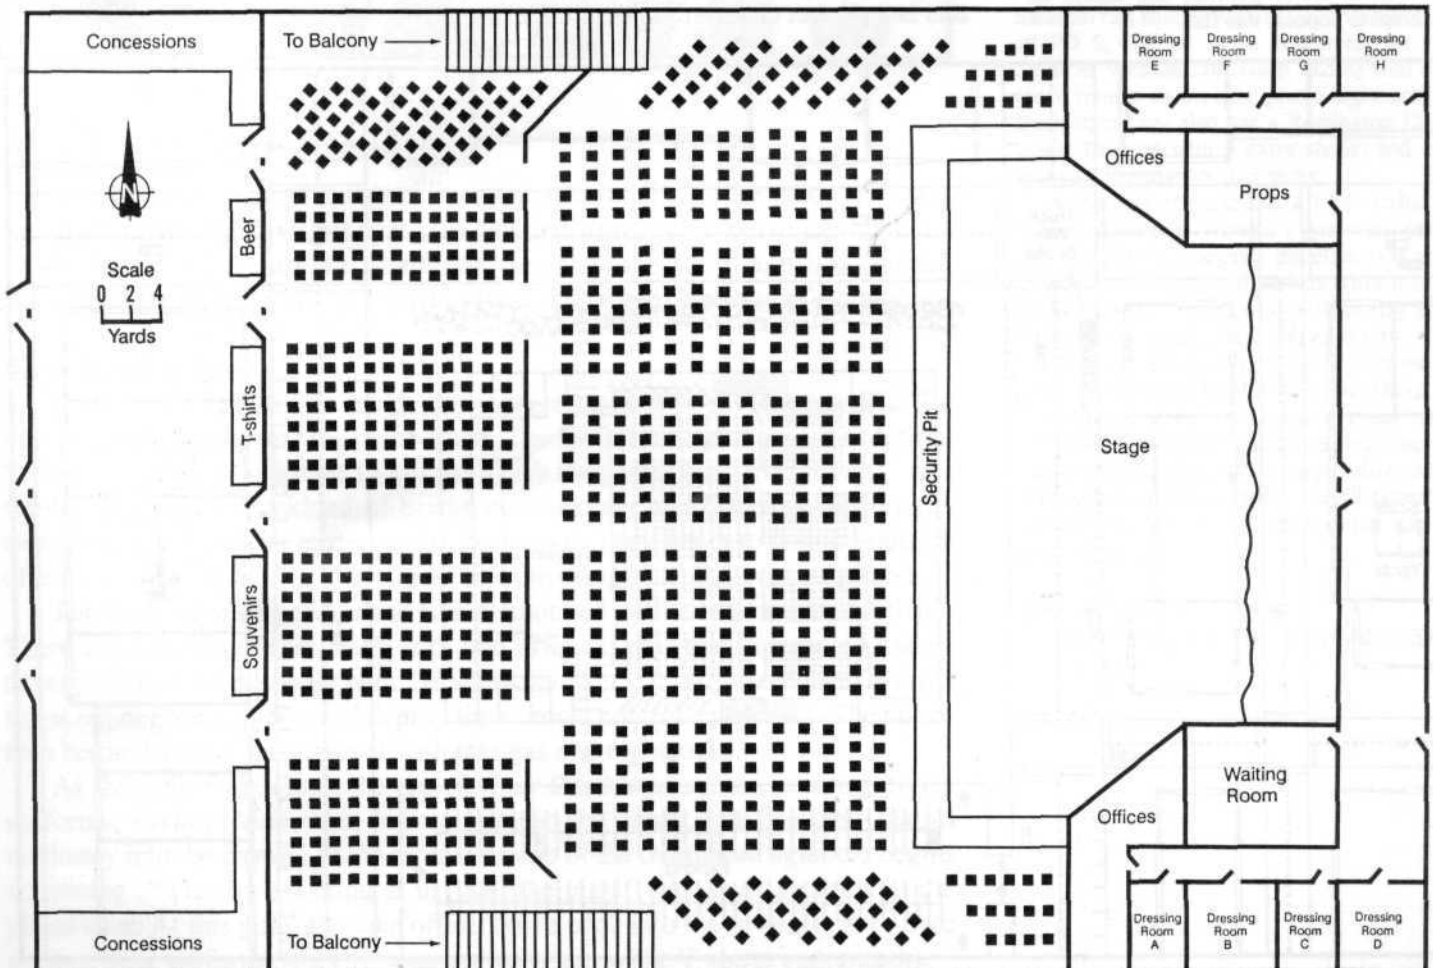 Concessions
To Balcony
Dressing
Room
E
Dressing
Room
F
Dressing
Room
G
Dressing
Room
H
Offices
Props
N
Beer
Scale
0 2 4
Yards
T-shirts
Security Pit
Stage
Souvenirs
Waiting
Room
Offices
Concessions
To Balcony
Dressing
Room
A
Dressing
Room
B
Dressing
Room
C
Dressing
Room
D